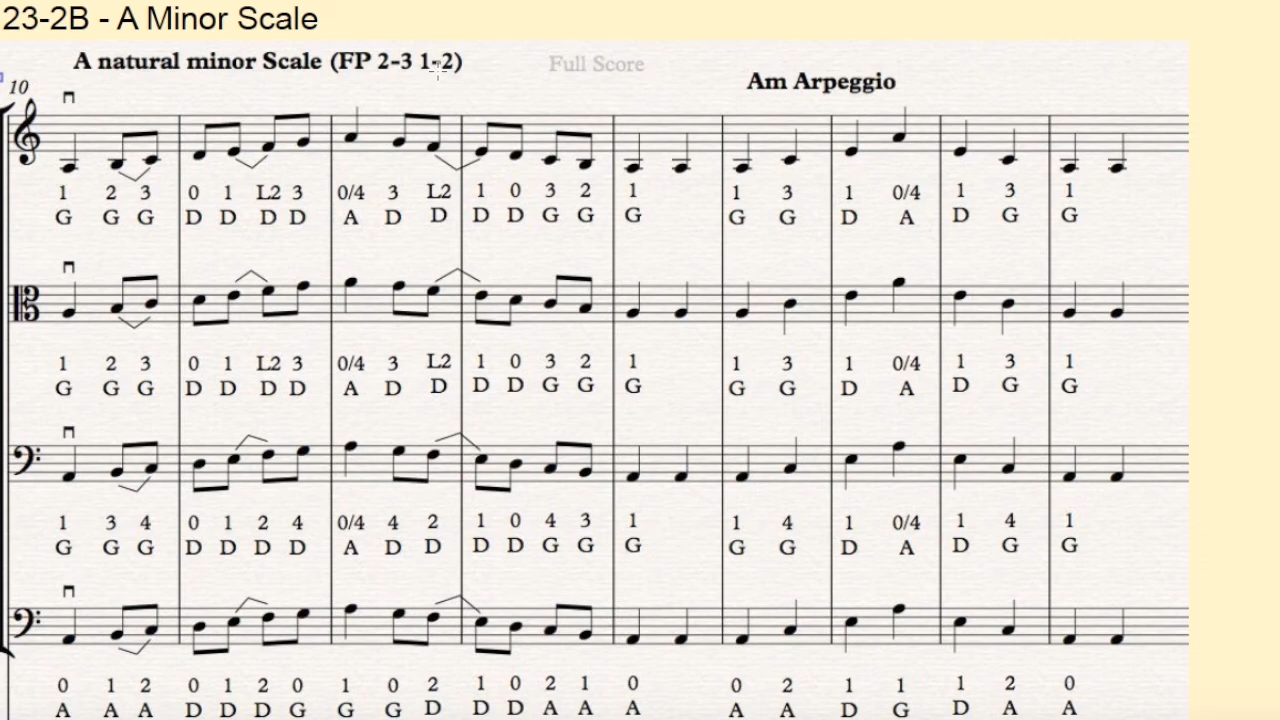 23-2B - A Minor Scale
A natural minor Scale (FP 2-3 1-2)
Full Score
Am Arpeggio
10
1 2 3 0 1 L2 3 0/4 3 L2 1 0 3 2 1 1 3 1 0/4 1 3 1
G G G D D D D A D D D D G G G G G D A D G G
1 2 3 0 1 L2 3 0/4 3 L2 1 0 3 2 1 1 3 1 0/4 1 3 1
G G G D D D D A D D D D G G G G G D A D G G
1 3 4 0 1 2 4 0/4 4 2 1 0 4 3 1 1 4 1 0/4 1 4 1
G G G D D D D A D D D D G G G G G D A D G G
0 1 2 0 1 2 0 1 0 2 1 0 2 1 0 0 2 1 1 1 2 0
A A A D D D G G G D D D A A A A A D G D A A